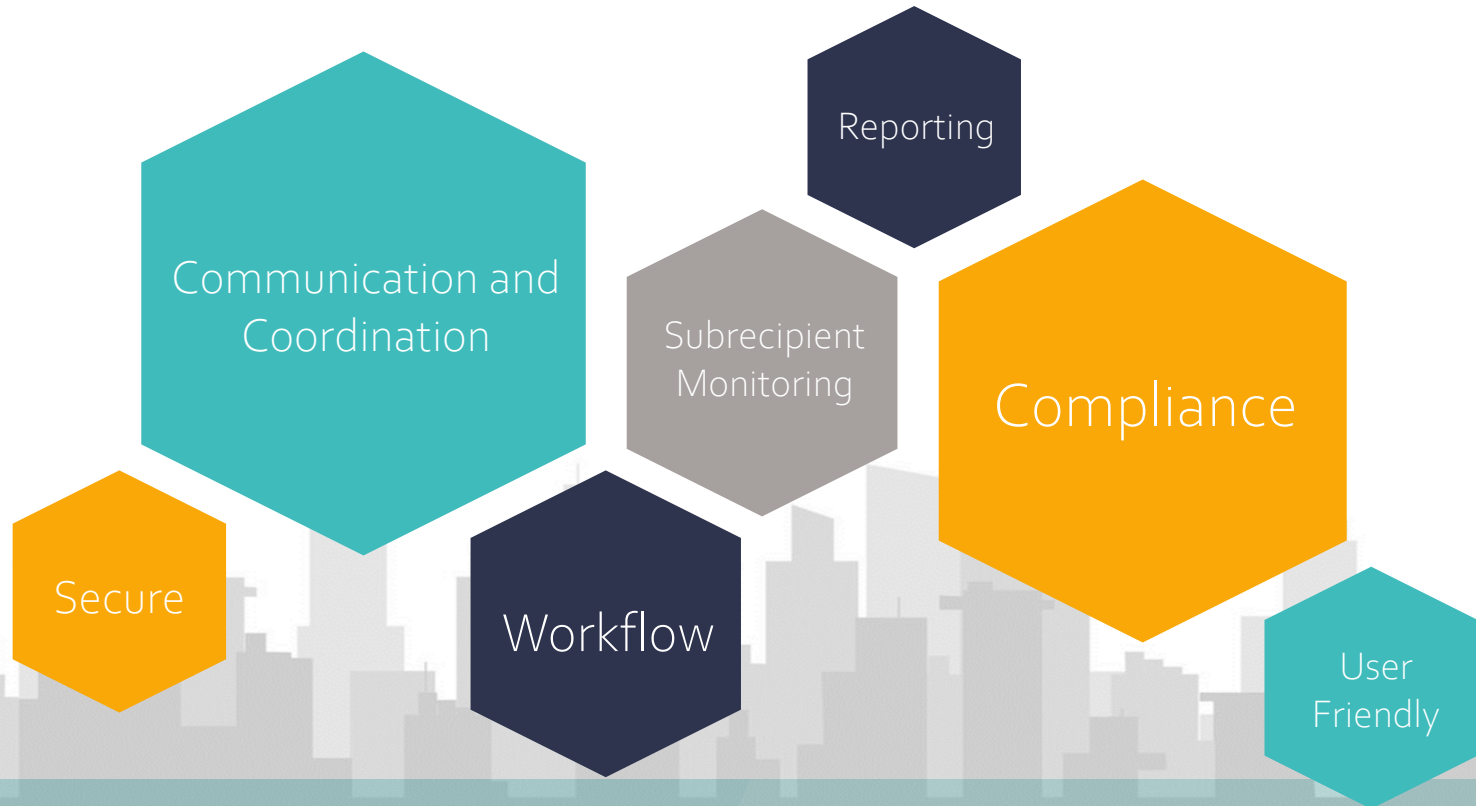 Reporting
Communication and
Coordination
Subrecipient
Monitoring
Compliance
Secure
Workflow
User
Friendly